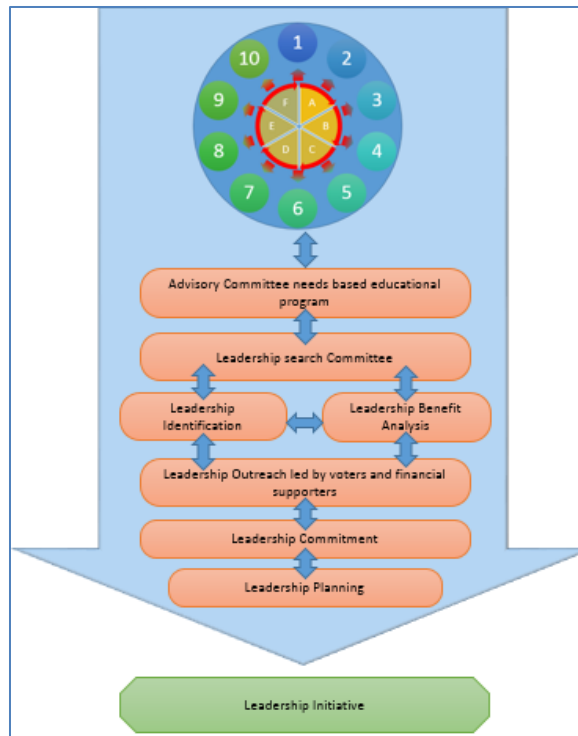 1
10
2
9
3
F
A
E
B
D
C
8
4
7
5
6
Advisory Committee needs based educational
program
Leadership search Committee
Leadership
Identification
Leadership Benefit
Analysis
Leadership Outreach led by voters and financial
supporters
Leadership Commitment
Leadership Planning
Leadership Initiative